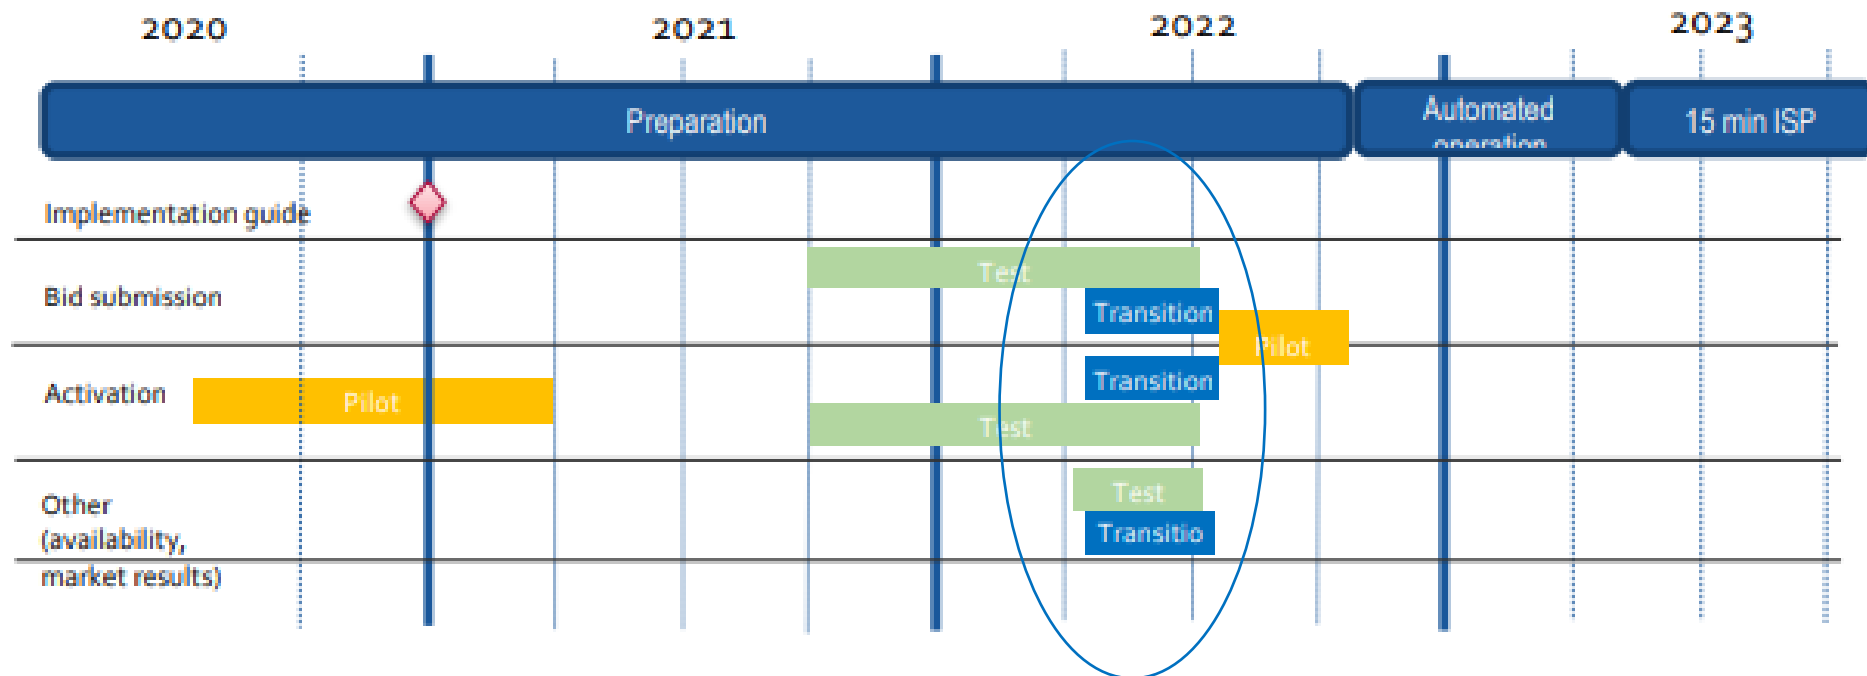 2020
2021
2022
2023
Preparation
Automated
operation
15 min ISP
Implementation guide
Test
Bid submission
Transition
Pilot
Transition
Activation
Pilot
Test
Test
Other
(availability,
market results)
Transitio